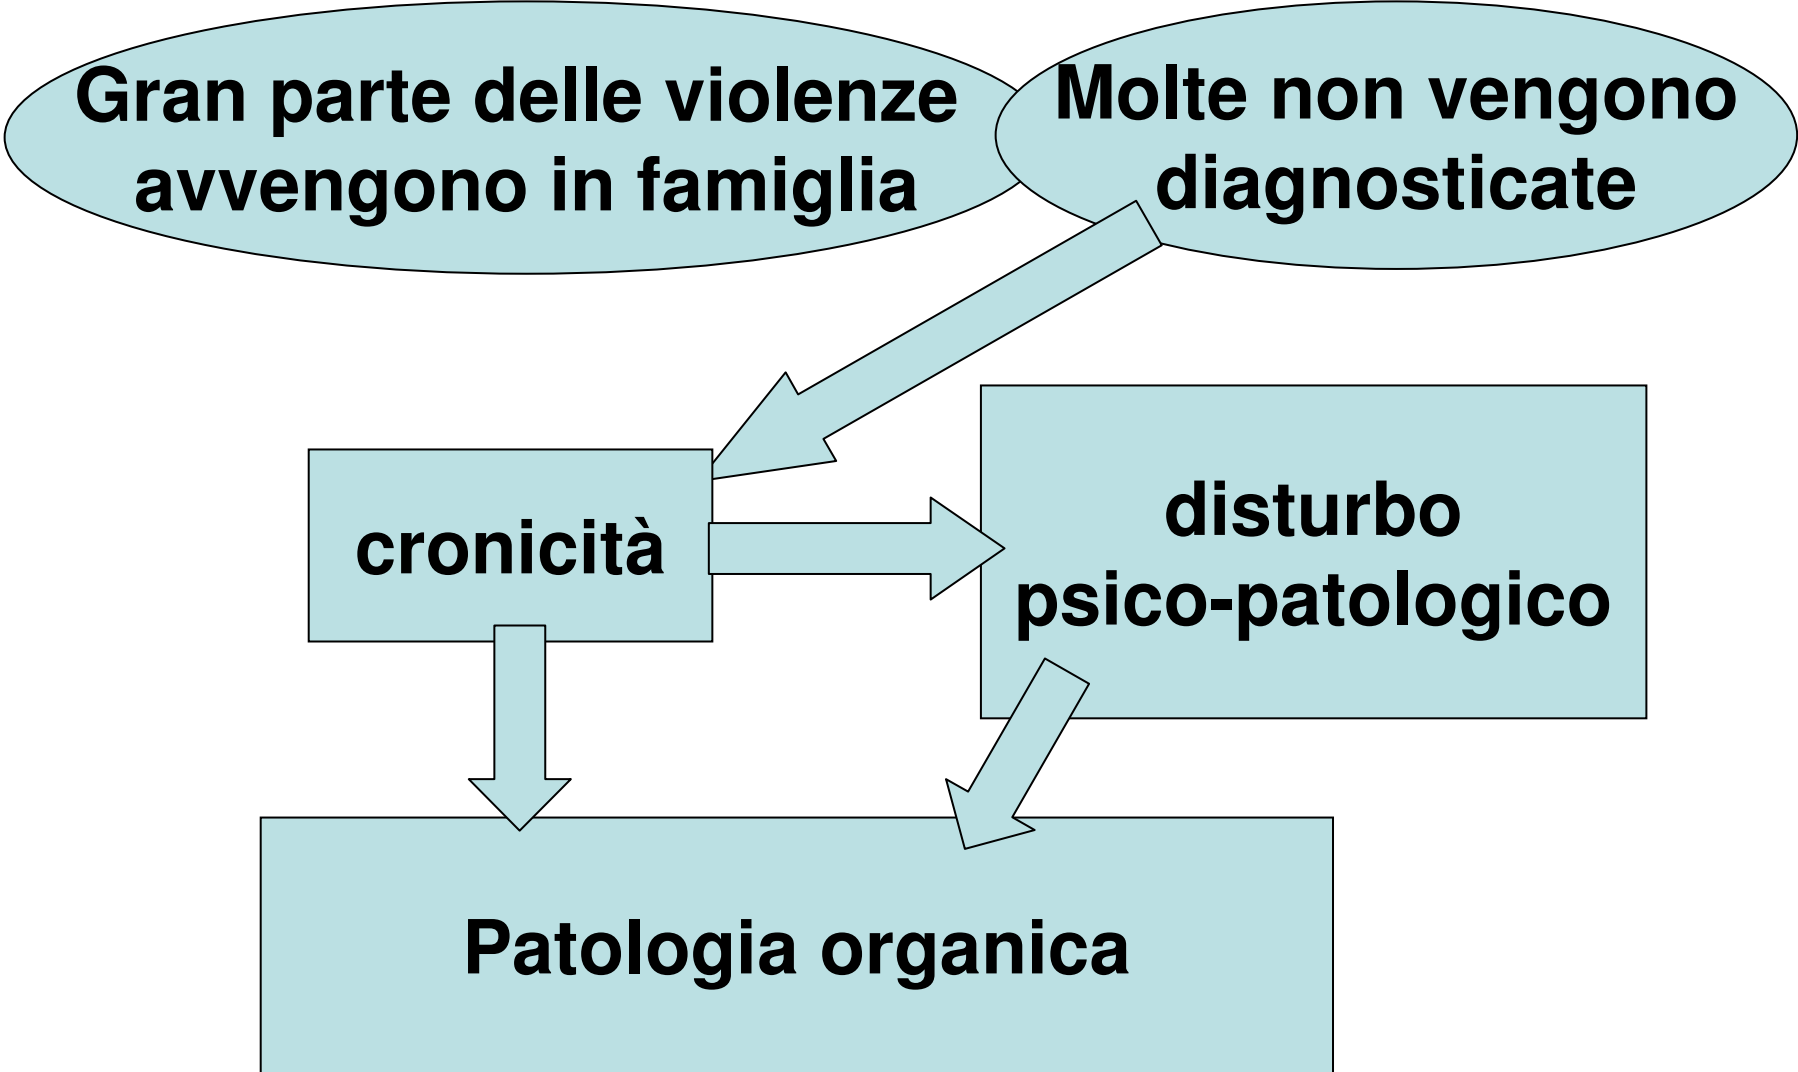 Gran parte delle violenze
avvengono in famiglia
Molte non vengono
diagnosticate
cronicità
disturbo
psico-patologico
Patologia organica